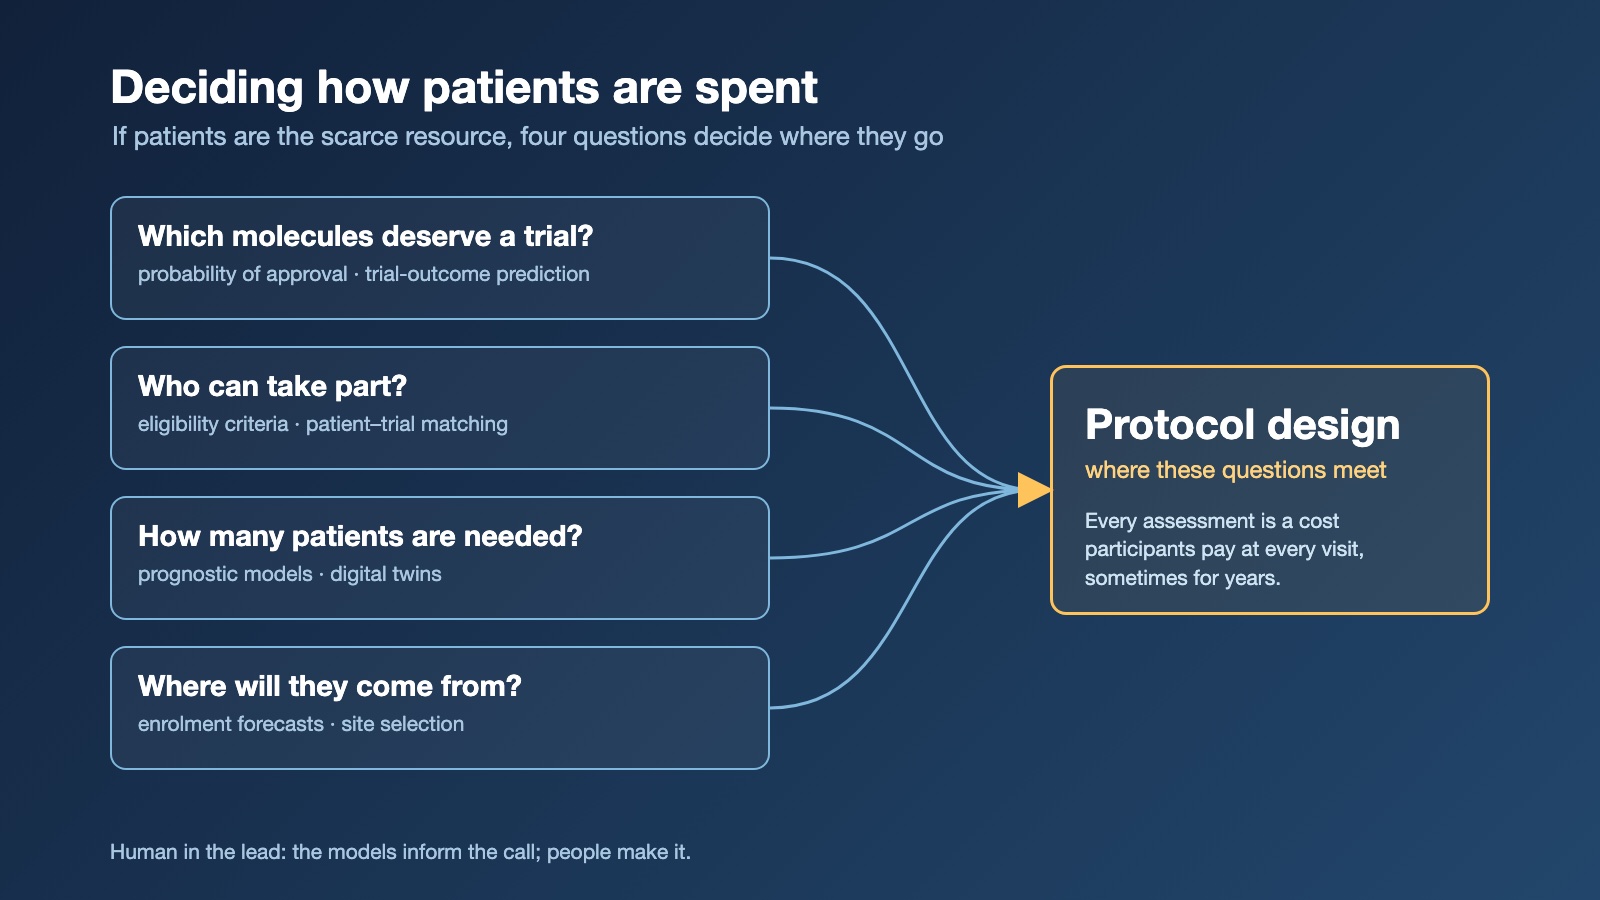 Deciding how patients are spent
If patients are the scarce resource, four questions decide where they go
Which molecules deserve a trial?
probability of approval · trial-outcome prediction
Who can take part?
eligibility criteria · patient–trial matching
How many patients are needed?
prognostic models · digital twins
Where will they come from?
enrolment forecasts · site selection
Protocol design
where these questions meet
Every assessment is a cost
participants pay at every visit,
sometimes for years.
Human in the lead: the models inform the call; people make it.